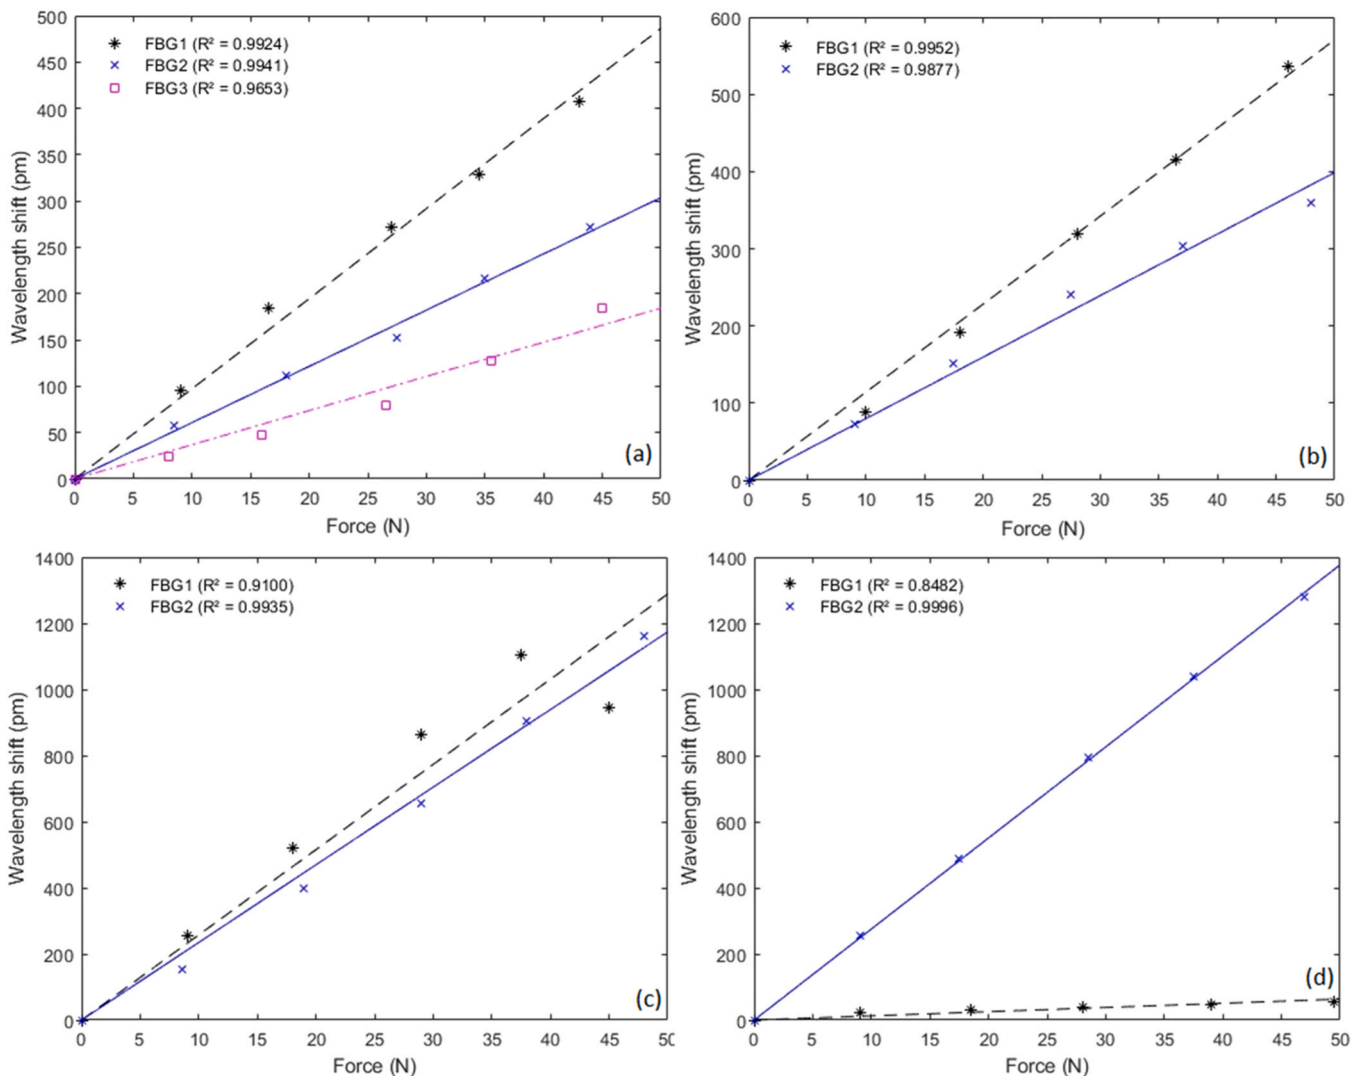 500
450
400
350
300
250
200
150
100
50
0
Wavelength shift (pm)
FBG1 (R² = 0.9924)
FBG2 (R² = 0.9941)
FBG3 (R² = 0.9653)
(a)
0 5 10 15 20 25 30 35 40 45 50
Force (N)
600
500
400
300
200
100
0
Wavelength shift (pm)
FBG1 (R² = 0.9952)
FBG2 (R² = 0.9877)
(b)
0 5 10 15 20 25 30 35 40 45 50
Force (N)
1400
1200
1000
800
600
400
200
0
Wavelength shift (pm)
FBG1 (R² = 0.9100)
FBG2 (R² = 0.9935)
(c)
0 5 10 15 20 25 30 35 40 45 50
Force (N)
1400
1200
1000
800
600
400
200
0
Wavelength shift (pm)
FBG1 (R² = 0.8482)
FBG2 (R² = 0.9996)
(d)
0 5 10 15 20 25 30 35 40 45 50
Force (N)